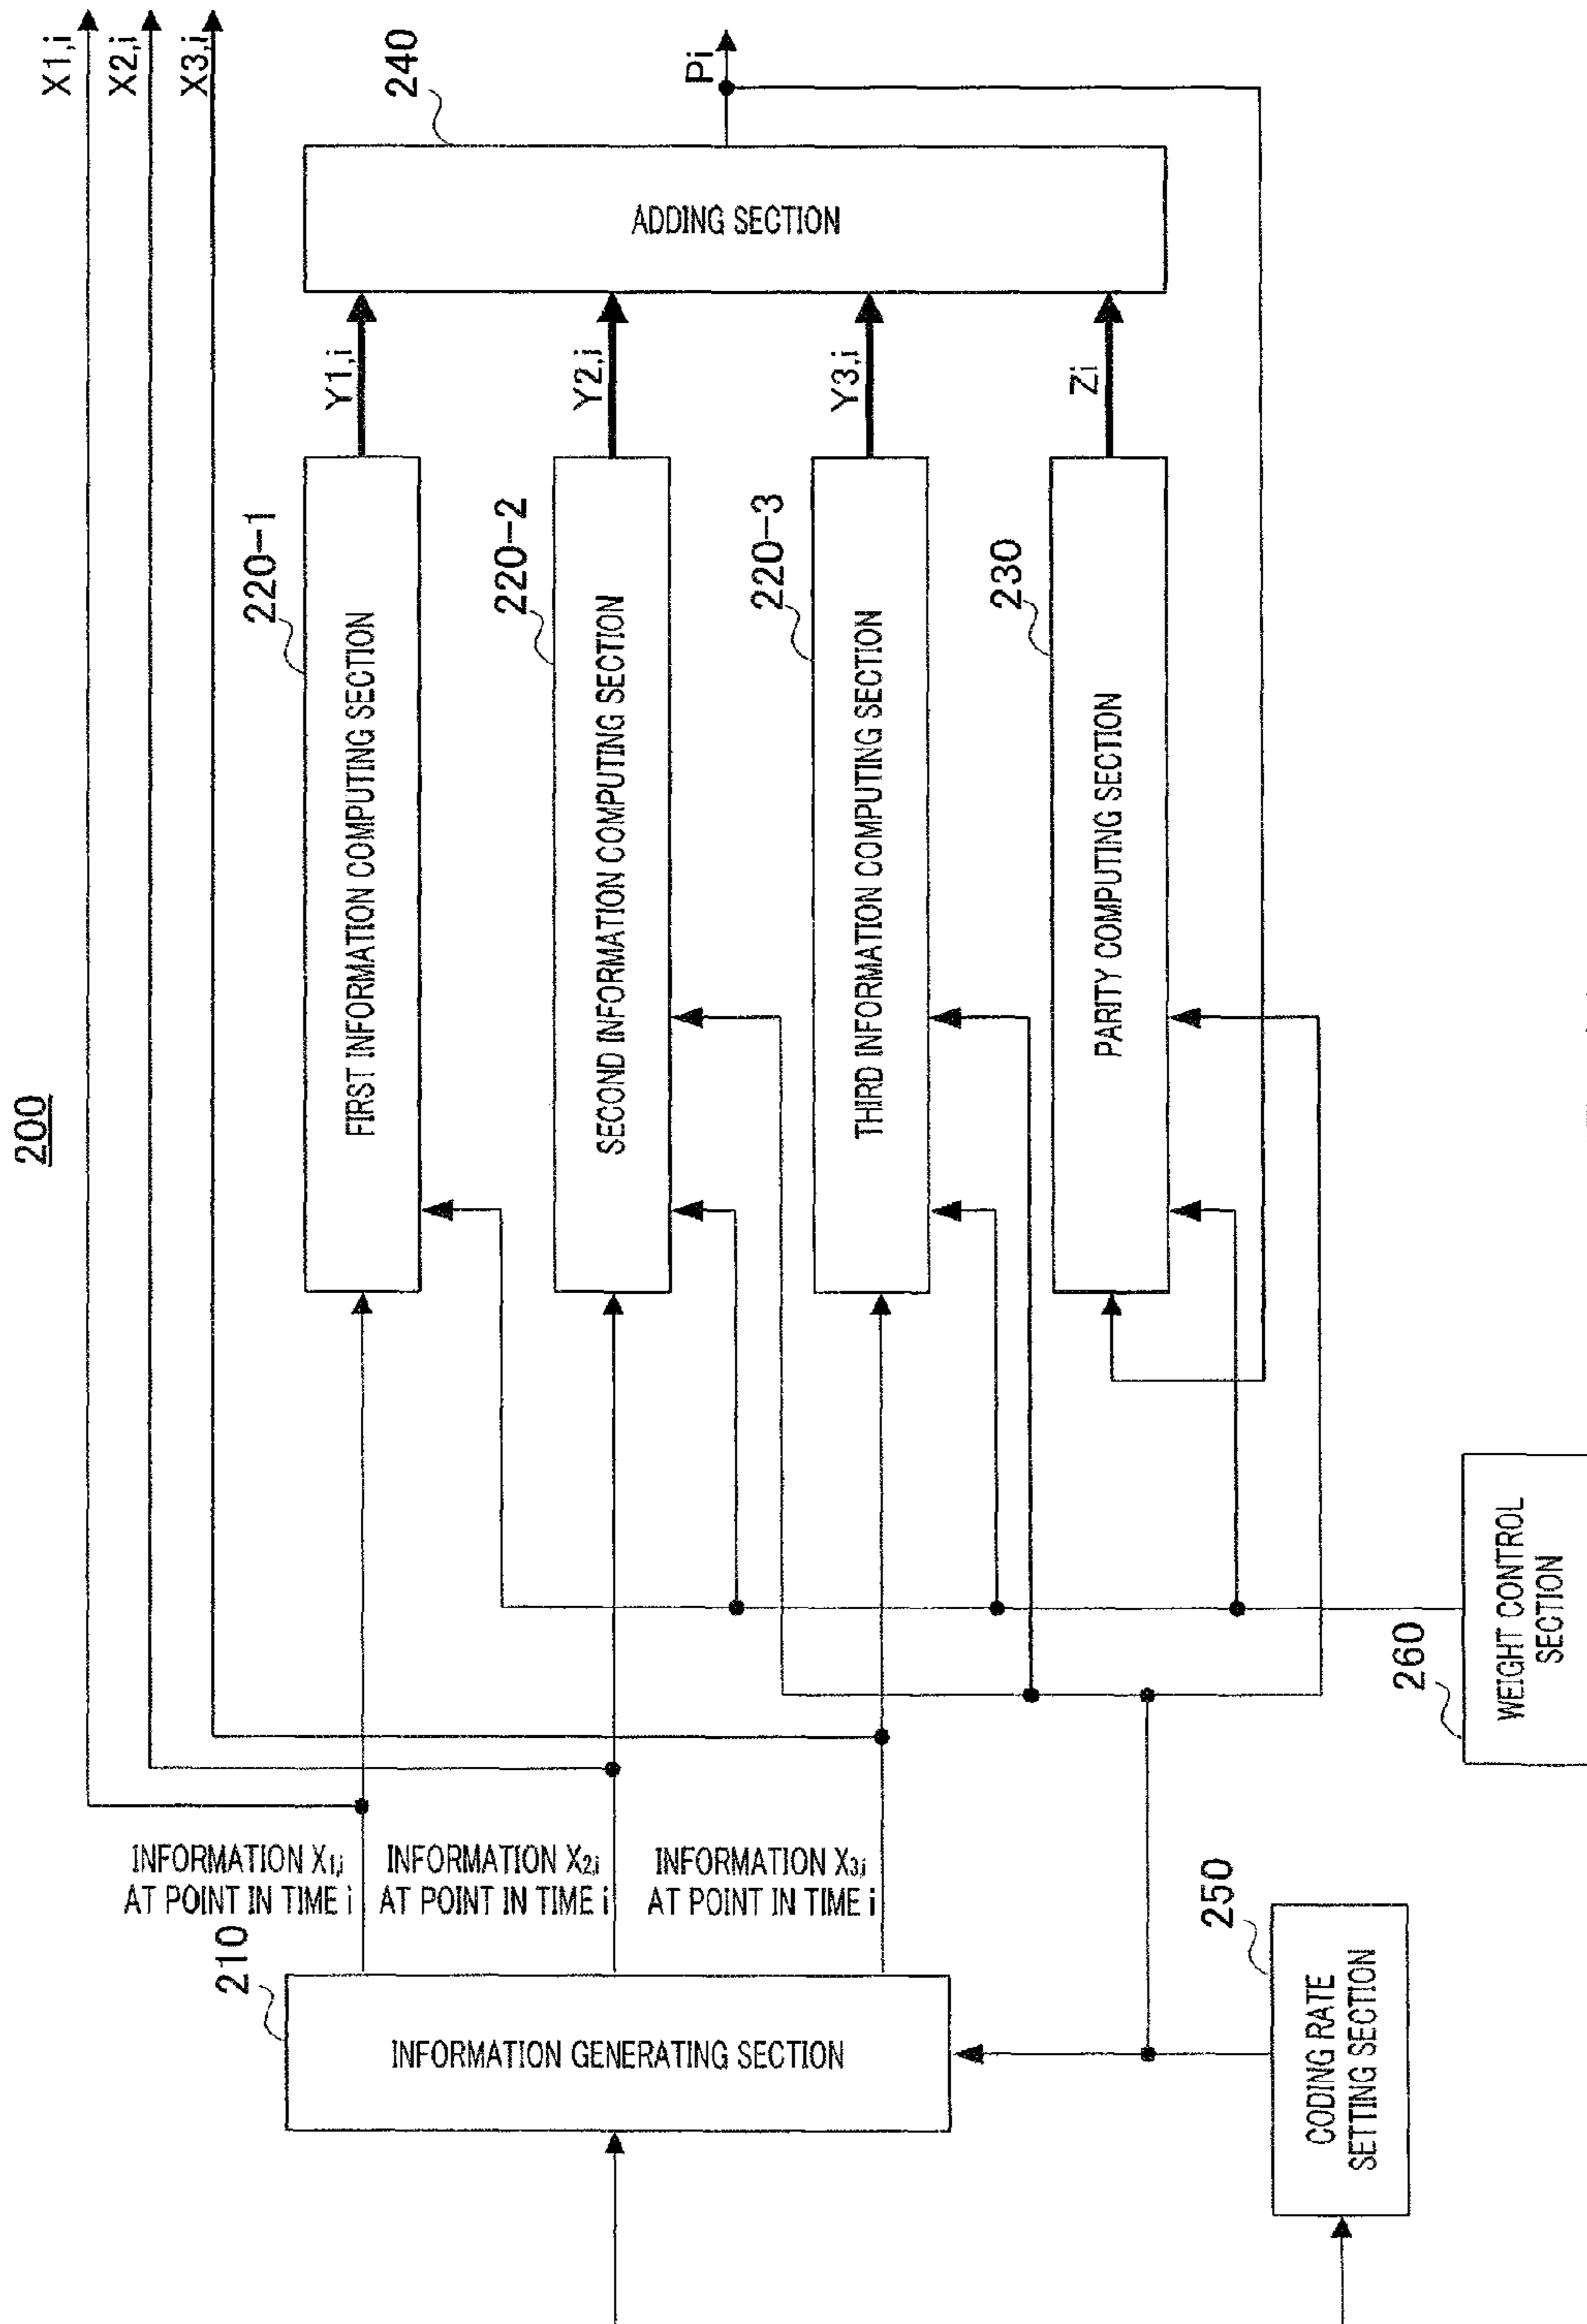 200
X1,i
X2,i
X3,i
240
Pi
ADDING SECTION
Y1,i
Y2,i
Y3,i
Zi
220-1
FIRST INFORMATION COMPUTING SECTION
220-2
SECOND INFORMATION COMPUTING SECTION
220-3
THIRD INFORMATION COMPUTING SECTION
230
PARITY COMPUTING SECTION
INFORMATION X1,i
AT POINT IN TIME i
INFORMATION X2,i
AT POINT IN TIME i
INFORMATION X3,i
AT POINT IN TIME i
210
INFORMATION GENERATING SECTION
250
CODING RATE
SETTING SECTION
260
WEIGHT CONTROL
SECTION